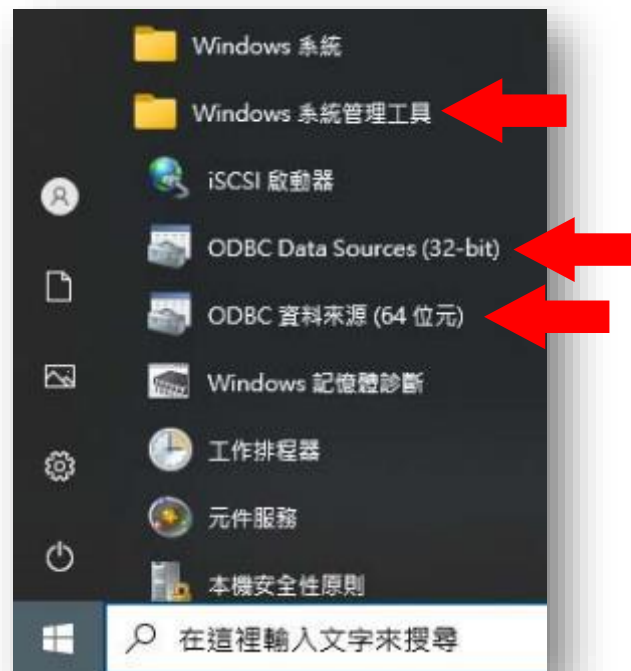 Windows 系統
Windows 系統管理工具
iSCSI 啟動器
ODBC Data Sources (32-bit)
ODBC 資料來源 (64 位元)
Windows 記憶體診斷
工作排程器
元件服務
本機安全性原則
在這裡輸入文字來搜尋